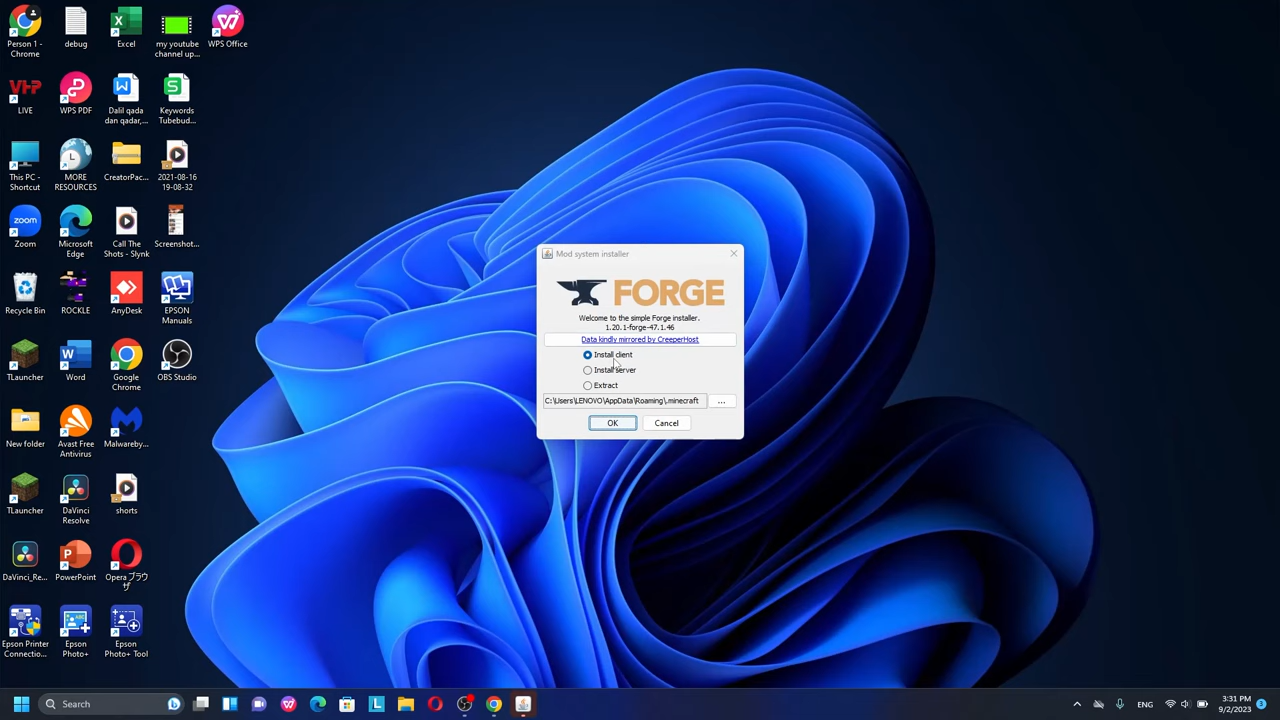 Person 1 -
Chrome
debug
Excel
my youtube
channel up...
WPS Office
LIVE
WPS PDF
Dalil qada
dan qadar,...
Keywords
Tubebud...
This PC -
Shortcut
MORE
RESOURCES
CreatorPac...
2021-08-16
19-08-32
zoom
Zoom
Microsoft
Edge
Call The
Shots - Slynk
Screenshot...
Recycle Bin
ROCKLE
AnyDesk
EPSON
Manuals
TLauncher
Word
Google
Chrome
OBS Studio
New folder
Avast Free
Antivirus
Malwareby...
TLauncher
DaVinci
Resolve
shorts
DaVinci_Re...
PowerPoint
Opera ブラウ
ザ
Epson Printer
Connectio...
Epson
Photo+
Epson
Photo+ Tool
Mod system installer
FORGE
Welcome to the simple Forge installer.
1.20.1-forge-47.1.46
Data kindly mirrored by CreeperHost
Install client
Install server
Extract
C:\Users\LENOVO\AppData\Roaming\.minecraft
...
OK
Cancel
Search
ENG
3:31 PM
9/2/2023